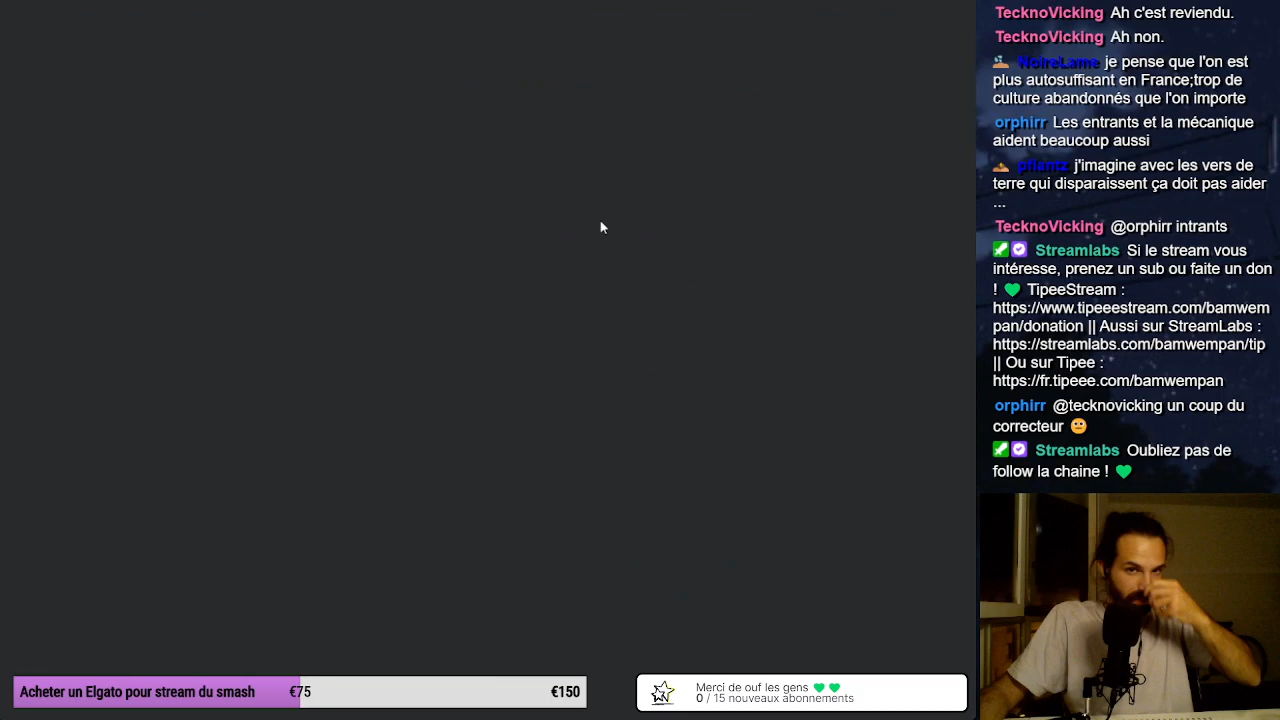 TecknoVicking Ah c'est reviendu.
TecknoVicking Ah non.
NoireLame je pense que l'on est
plus autosuffisant en France;trop de
culture abandonnés que l'on importe
orphirr Les entrants et la mécanique
aident beaucoup aussi
pflantz j'imagine avec les vers de
terre qui disparaissent ça doit pas aider
...
TecknoVicking @orphirr intrants
Streamlabs Si le stream vous
intéresse, prenez un sub ou faite un don
! 💚 TipeeStream :
https://www.tipeeestream.com/bamwem
pan/donation || Aussi sur StreamLabs :
https://streamlabs.com/bamwempan/tip
|| Ou sur Tipee :
https://fr.tipeee.com/bamwempan
orphirr @tecknovicking un coup du
correcteur 😳
Streamlabs Oubliez pas de
follow la chaine ! 💚
Acheter un Elgato pour stream du smash €75 €150
Merci de ouf les gens 💚 💚
0 / 15 nouveaux abonnements